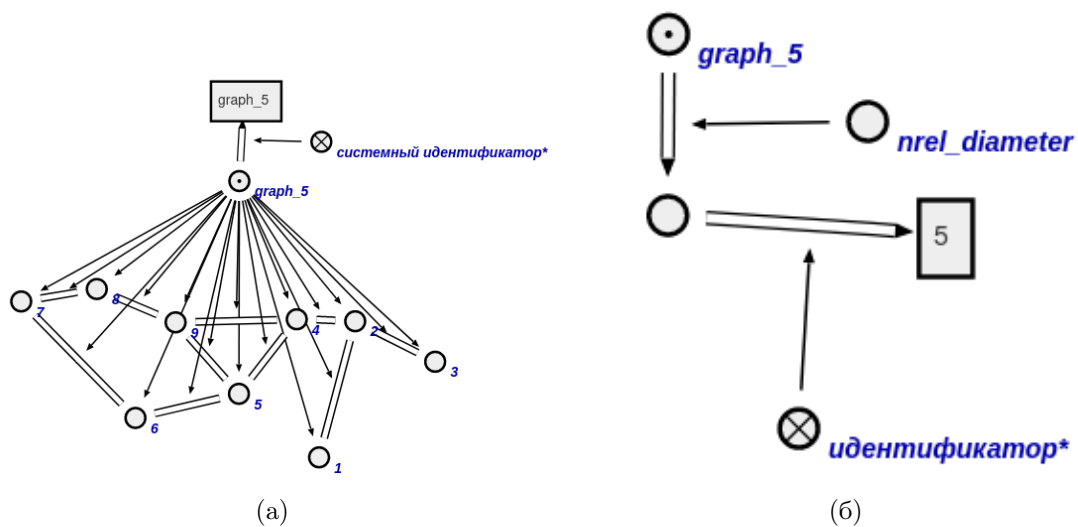 graph_5
системный идентификатор*
graph_5
7
8
9
4
2
3
5
6
1
(а)
graph_5
nrel_diameter
5
идентификатор*
(б)